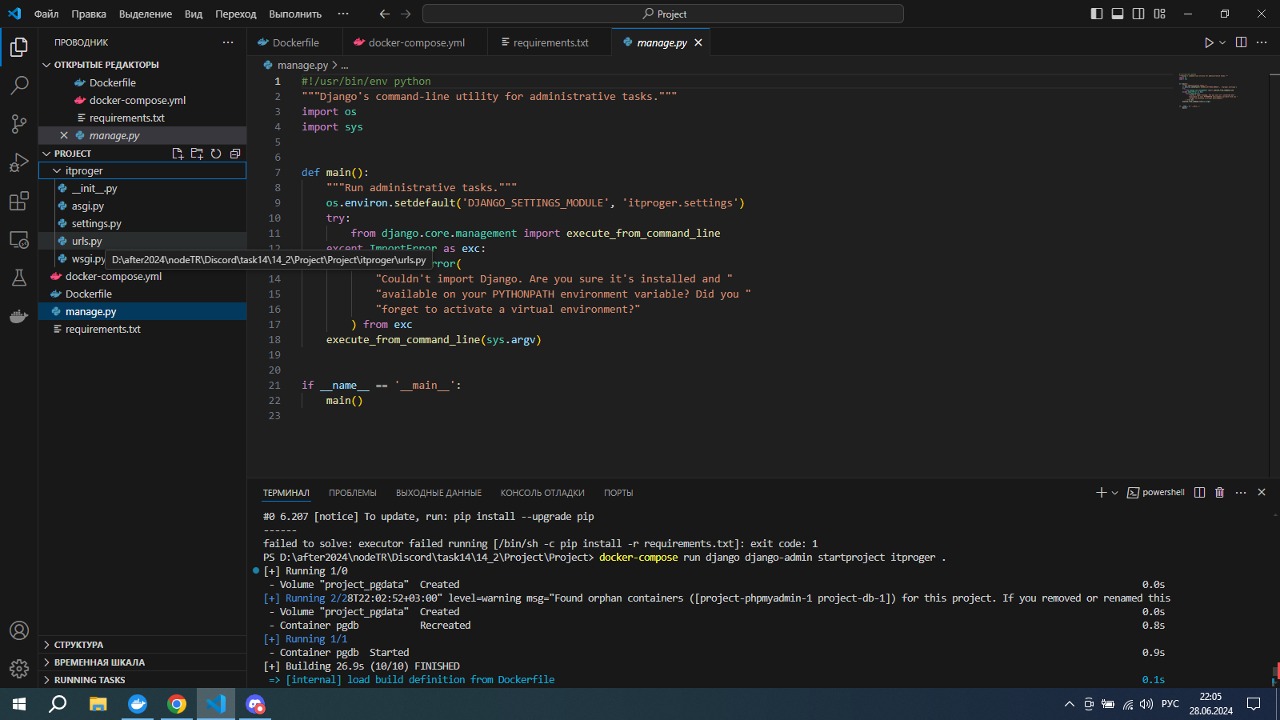 Файл Правка Выделение Вид Переход Выполнить ··· Project
ПРОВОДНИК ···
ОТКРЫТЫЕ РЕДАКТОРЫ
Dockerfile
docker-compose.yml
requirements.txt
manage.py
PROJECT
itproger
__init__.py
asgi.py
settings.py
urls.py
wsgi.py
D:\after2024\nodeTR\Discord\task14\14_2\Project\Project\itproger\urls.py
docker-compose.yml
Dockerfile
manage.py
requirements.txt
СТРУКТУРА
ВРЕМЕННАЯ ШКАЛА
RUNNING TASKS
Dockerfile docker-compose.yml requirements.txt manage.py
manage.py > ...
1 #!/usr/bin/env python
2 """Django's command-line utility for administrative tasks."""
3 import os
4 import sys
5
6
7 def main():
8 """Run administrative tasks."""
9 os.environ.setdefault('DJANGO_SETTINGS_MODULE', 'itproger.settings')
10 try:
11 from django.core.management import execute_from_command_line
12 except ImportError as exc:
rror(
14 "Couldn't import Django. Are you sure it's installed and "
15 "available on your PYTHONPATH environment variable? Did you "
16 "forget to activate a virtual environment?"
17 ) from exc
18 execute_from_command_line(sys.argv)
19
20
21 if __name__ == '__main__':
22 main()
23
ТЕРМИНАЛ ПРОБЛЕМЫ ВЫХОДНЫЕ ДАННЫЕ КОНСОЛЬ ОТЛАДКИ ПОРТЫ powershell
#0 6.207 [notice] To update, run: pip install --upgrade pip
------
failed to solve: executor failed running [/bin/sh -c pip install -r requirements.txt]: exit code: 1
PS D:\after2024\nodeTR\Discord\task14\14_2\Project\Project> docker-compose run django django-admin startproject itproger .
[+] Running 1/0
- Volume "project_pgdata" Created 0.0s
[+] Running 2/28T22:02:52+03:00" level=warning msg="Found orphan containers ([project-phpmyadmin-1 project-db-1]) for this project. If you removed or renamed this
- Volume "project_pgdata" Created 0.0s
- Container pgdb Recreated 0.8s
[+] Running 1/1
- Container pgdb Started 0.9s
[+] Building 26.9s (10/10) FINISHED
=> [internal] load build definition from Dockerfile 0.1s
РУС 22:05
28.06.2024